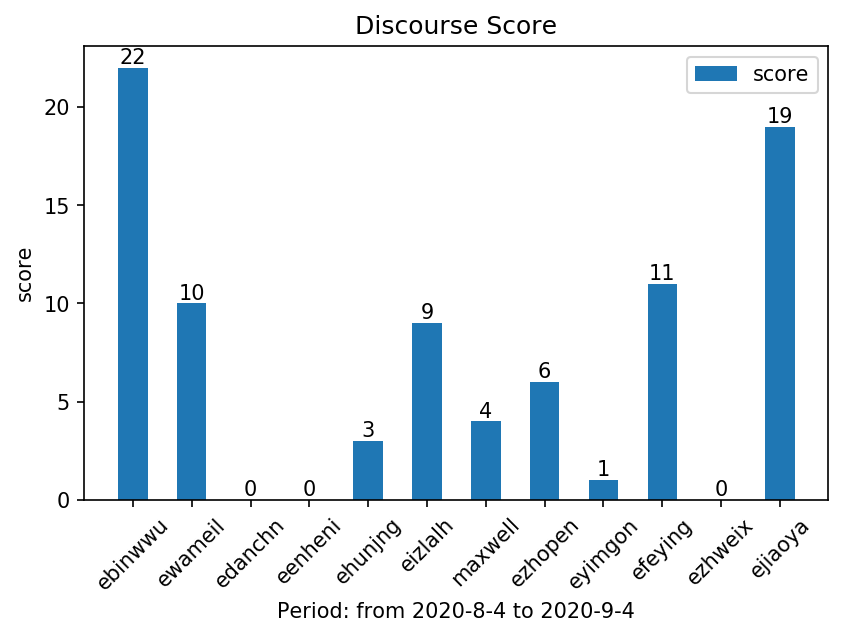 Discourse Score
score
22
10
0
0
3
9
4
6
1
11
0
19
20
15
10
5
0
score
ebinwwu
ewameil
edanchn
eenheni
ehunjng
eizlalh
maxwell
ezhopen
eyimgon
efeying
ezhweix
ejiaoya
Period: from 2020-8-4 to 2020-9-4